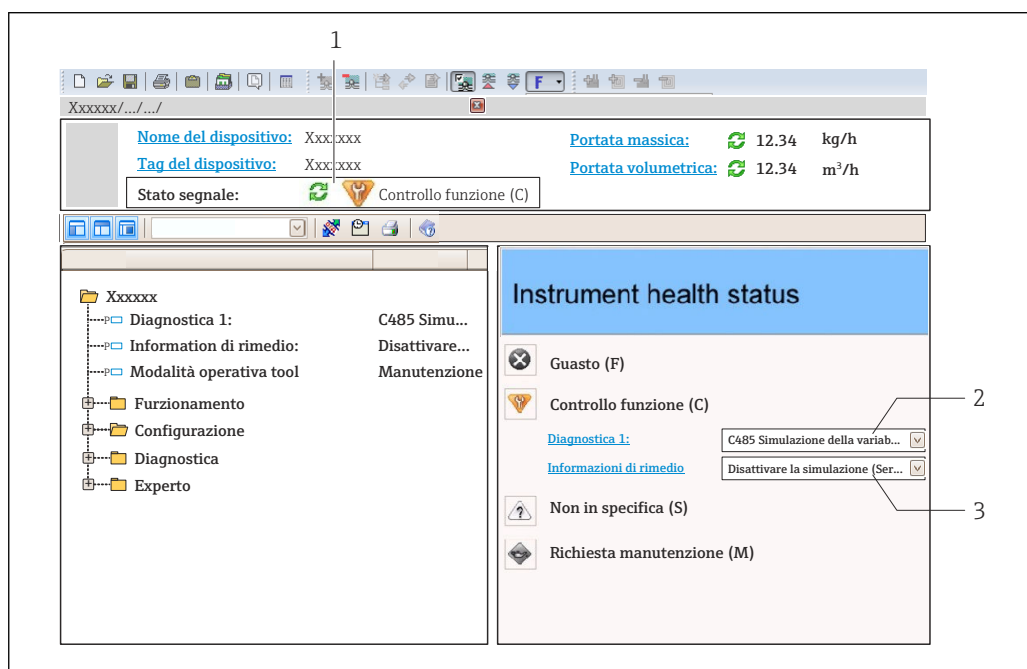 1
F
Xxxxxx/.../.../
Nome del dispositivo: Xxxxxxx Portata massica: 12.34 kg/h
Tag del dispositivo: Xxxxxxx Portata volumetrica: 12.34 m³/h
Stato segnale: Controllo funzione (C)
Xxxxxx
P Diagnostica 1: C485 Simu...
P Information di rimedio: Disattivare...
P Modalità operativa tool Manutenzione
Furzionamento
Configurazione
Diagnostica
Experto
Instrument health status
Guasto (F)
Controllo funzione (C)
2
Diagnostica 1: C485 Simulazione della variab...
Informazioni di rimedio Disattivare la simulazione (Ser...
Non in specifica (S)
3
Richiesta manutenzione (M)